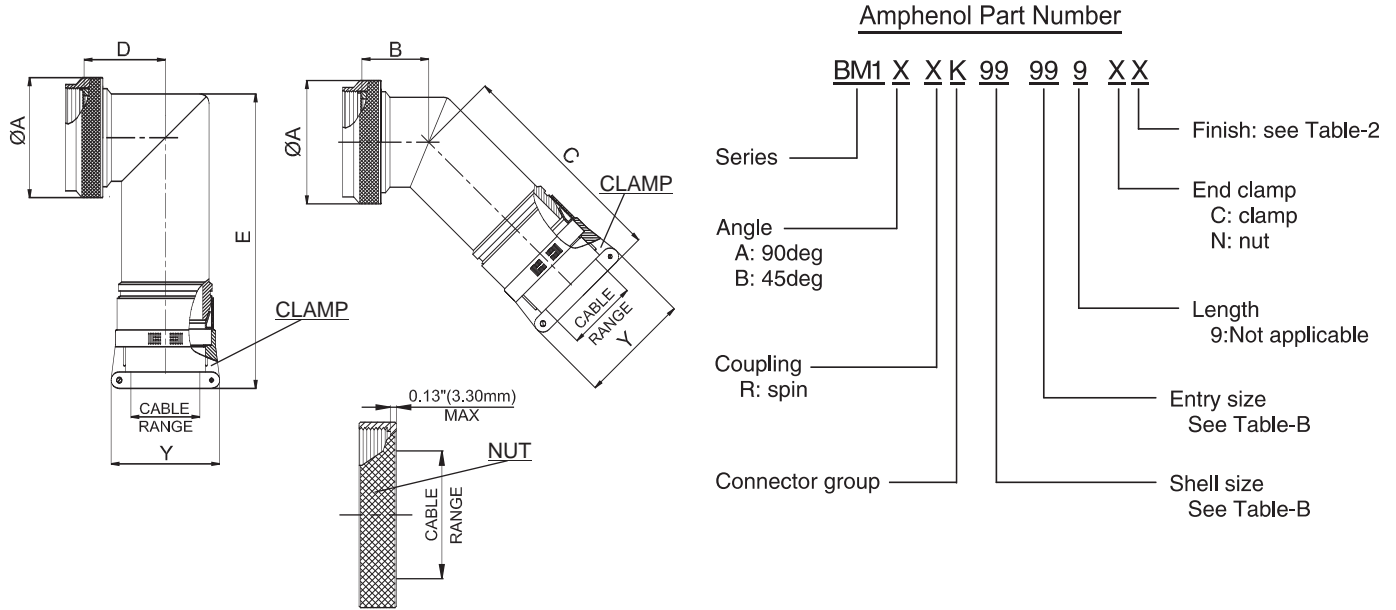 D
ØA
E
CLAMP
CABLE
RANGE
Y
B
ØA
C
CLAMP
CABLE
RANGE
Y
0.13"(3.30mm)
MAX
NUT
CABLE
RANGE
Amphenol Part Number
BM1 X X K 99 99 9 X X
Series
Angle
A: 90deg
B: 45deg
Coupling
R: spin
Connector group
Finish: see Table-2
End clamp
C: clamp
N: nut
Length
9:Not applicable
Entry size
See Table-B
Shell size
See Table-B